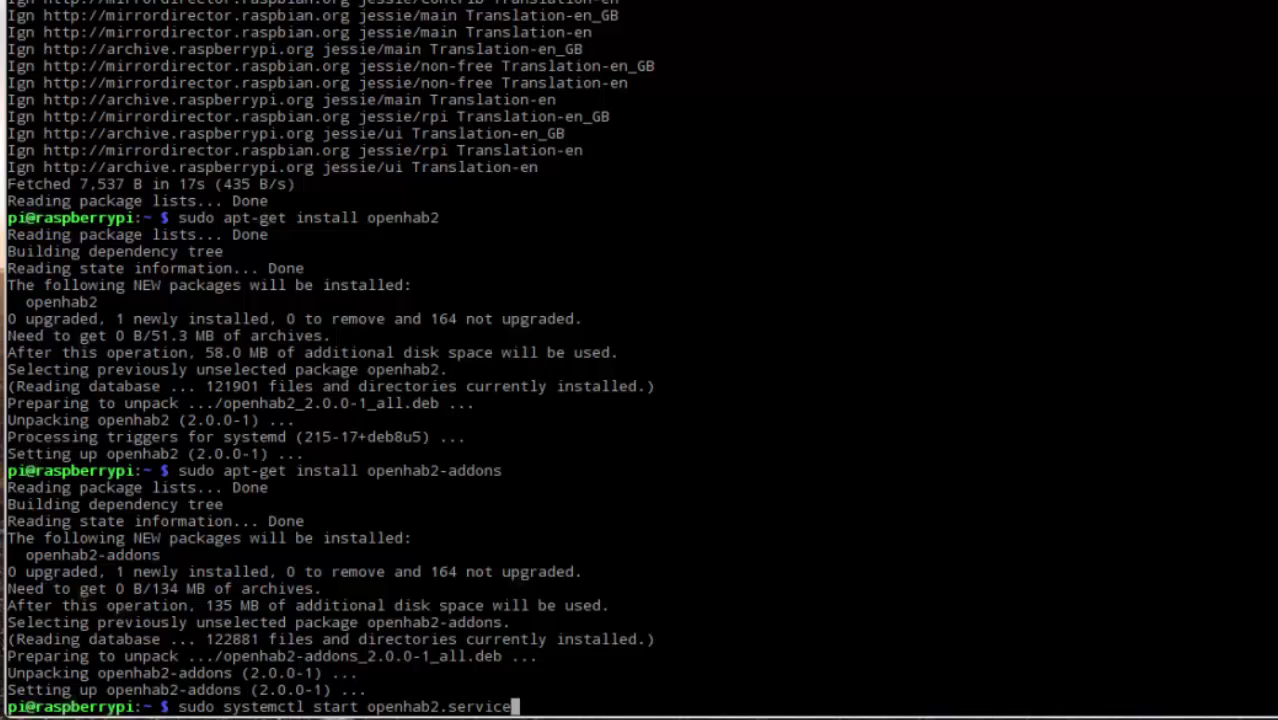 Ign http://mirrordirector.raspbian.org jessie/contrib Translation-en
Ign http://mirrordirector.raspbian.org jessie/main Translation-en_GB
Ign http://mirrordirector.raspbian.org jessie/main Translation-en
Ign http://archive.raspberrypi.org jessie/main Translation-en_GB
Ign http://mirrordirector.raspbian.org jessie/non-free Translation-en_GB
Ign http://mirrordirector.raspbian.org jessie/non-free Translation-en
Ign http://archive.raspberrypi.org jessie/main Translation-en
Ign http://mirrordirector.raspbian.org jessie/rpi Translation-en_GB
Ign http://archive.raspberrypi.org jessie/ui Translation-en_GB
Ign http://mirrordirector.raspbian.org jessie/rpi Translation-en
Ign http://archive.raspberrypi.org jessie/ui Translation-en
Fetched 7,537 B in 17s (435 B/s)
Reading package lists... Done
pi@raspberrypi:~ $ sudo apt-get install openhab2
Reading package lists... Done
Building dependency tree
Reading state information... Done
The following NEW packages will be installed:
  openhab2
0 upgraded, 1 newly installed, 0 to remove and 164 not upgraded.
Need to get 0 B/51.3 MB of archives.
After this operation, 58.0 MB of additional disk space will be used.
Selecting previously unselected package openhab2.
(Reading database ... 121901 files and directories currently installed.)
Preparing to unpack .../openhab2_2.0.0-1_all.deb ...
Unpacking openhab2 (2.0.0-1) ...
Processing triggers for systemd (215-17+deb8u5) ...
Setting up openhab2 (2.0.0-1) ...
pi@raspberrypi:~ $ sudo apt-get install openhab2-addons
Reading package lists... Done
Building dependency tree
Reading state information... Done
The following NEW packages will be installed:
  openhab2-addons
0 upgraded, 1 newly installed, 0 to remove and 164 not upgraded.
Need to get 0 B/134 MB of archives.
After this operation, 135 MB of additional disk space will be used.
Selecting previously unselected package openhab2-addons.
(Reading database ... 122881 files and directories currently installed.)
Preparing to unpack .../openhab2-addons_2.0.0-1_all.deb ...
Unpacking openhab2-addons (2.0.0-1) ...
Setting up openhab2-addons (2.0.0-1) ...
pi@raspberrypi:~ $ sudo systemctl start openhab2.service